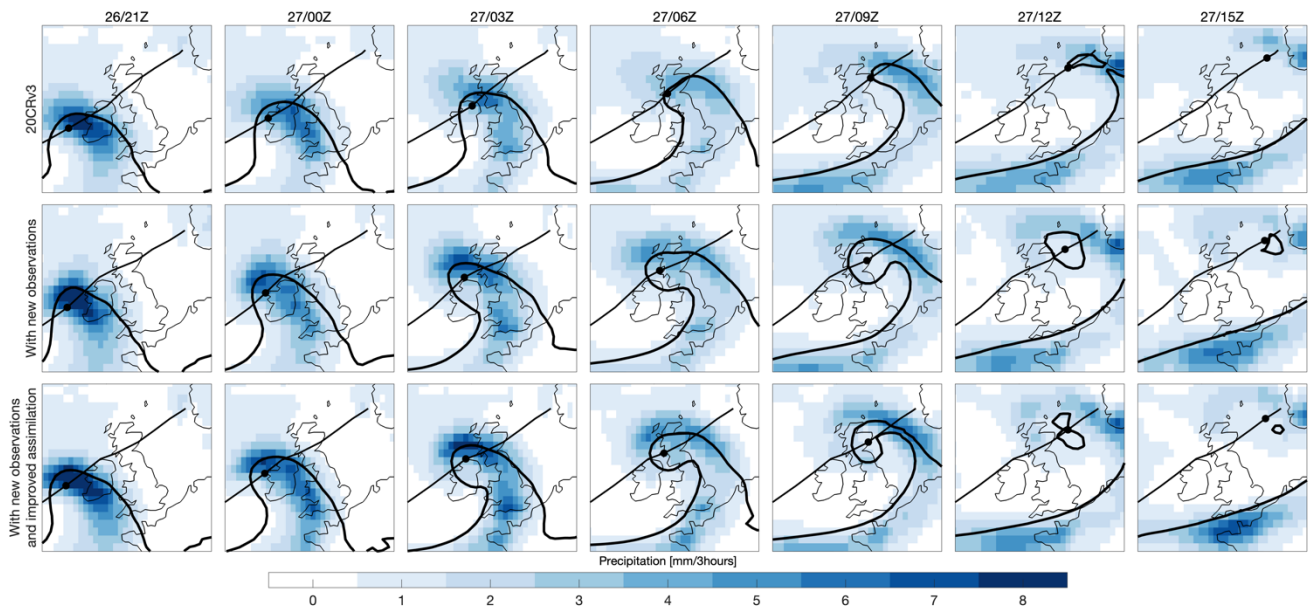 26/21Z 27/00Z 27/03Z 27/06Z 27/09Z 27/12Z 27/15Z
20CRv3
With new observations
With new observations
and improved assimilation
Precipitation [mm/3hours]
0 1 2 3 4 5 6 7 8